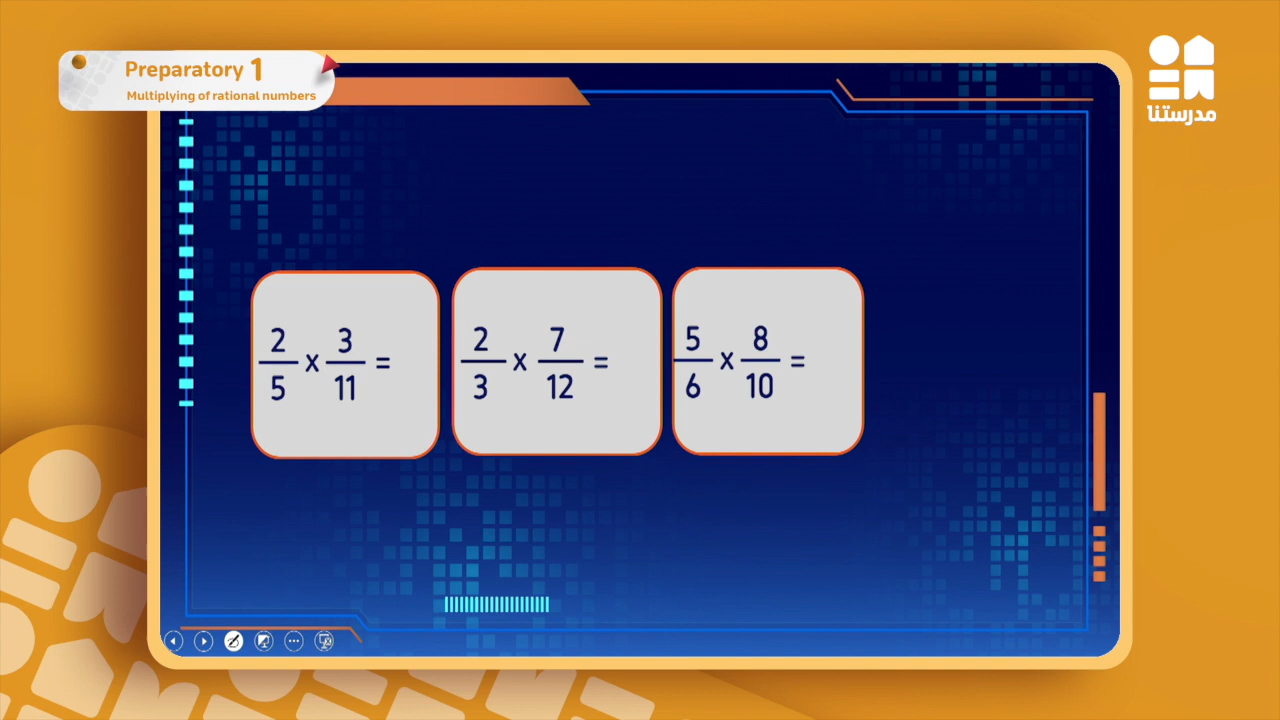 Preparatory 1
Multiplying of rational numbers
مدرستنا
2/5 x 3/11 =
2/3 x 7/12 =
5/6 x 8/10 =